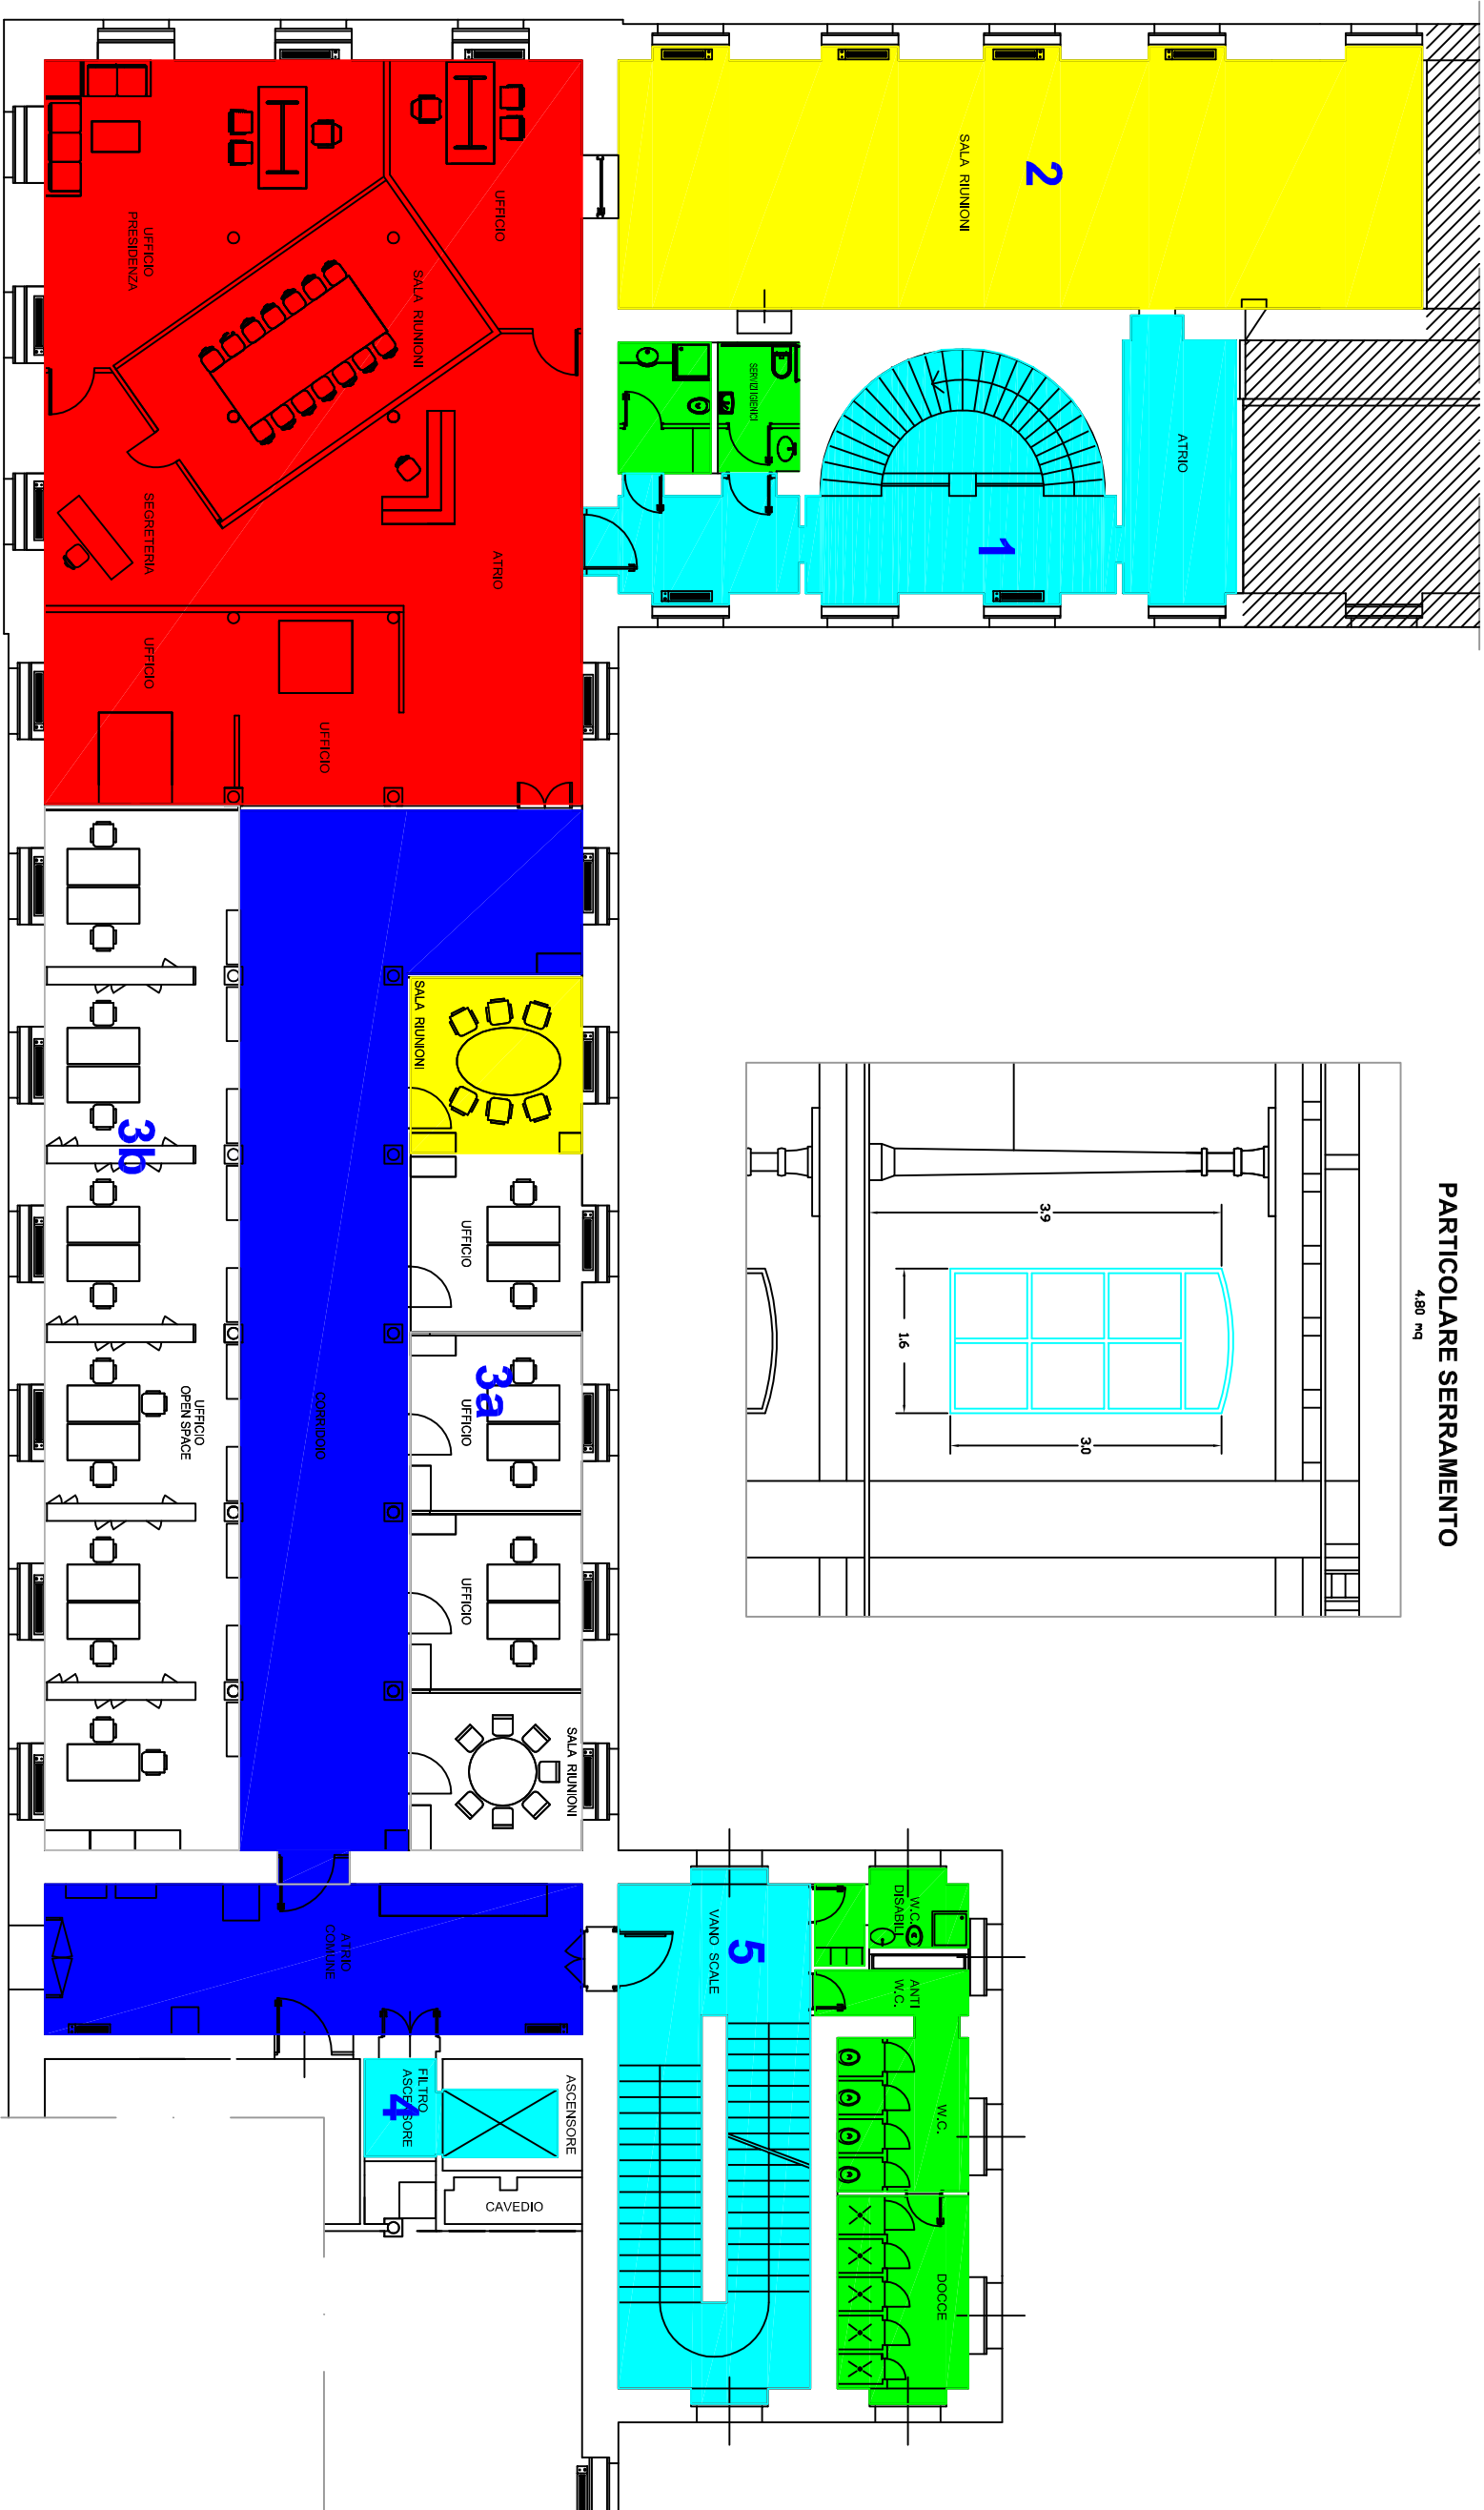 SALA RIUNIONI
2
UFFICIO
UFFICIO
PRESIDENZA
SALA RIUNIONI
SERVIZI IGIENICI
ATRIO
1
ATRIO
SEGRETERIA
UFFICIO
UFFICIO
PARTICOLARE SERRAMENTO
4.80 mq
3.9
1.6
3.0
SALA RIUNIONI
3b
UFFICIO
3a
UFFICIO
UFFICIO
OPEN SPACE
CORRIDOIO
UFFICIO
SALA RIUNIONI
ATRIO
COMUNE
VANO SCALE
5
W.C.
DISABILI
ANTI
W.C.
FILTRO
ASCENSORE
4
ASCENSORE
W.C.
CAVEDIO
DOCCE